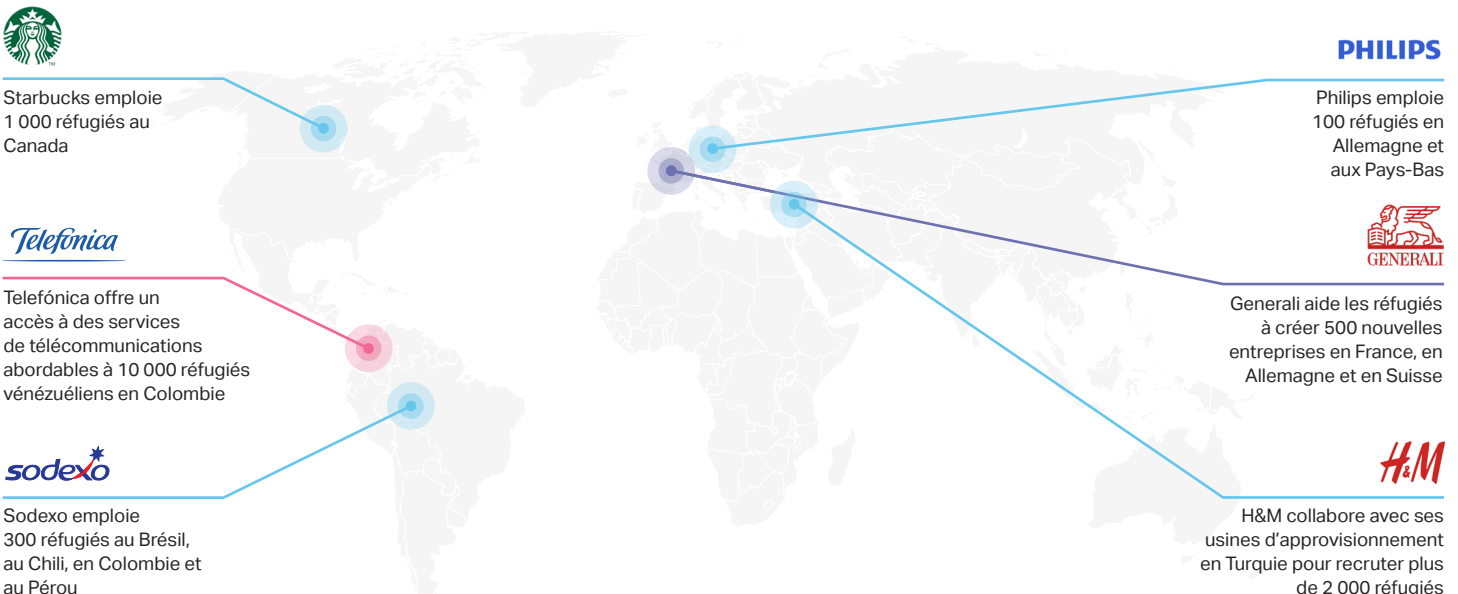 Starbucks emploie
1 000 réfugiés au
Canada
Telefónica
Telefónica offre un
accès à des services
de télécommunications
abordables à 10 000 réfugiés
vénézuéliens en Colombie
sodexo
Sodexo emploie
300 réfugiés au Brésil,
au Chili, en Colombie et
au Pérou
PHILIPS
Philips emploie
100 réfugiés en
Allemagne et
aux Pays-Bas
GENERALI
Generali aide les réfugiés
à créer 500 nouvelles
entreprises en France, en
Allemagne et en Suisse
H&M
H&M collabore avec ses
usines d'approvisionnement
en Turquie pour recruter plus
de 2 000 réfugiés